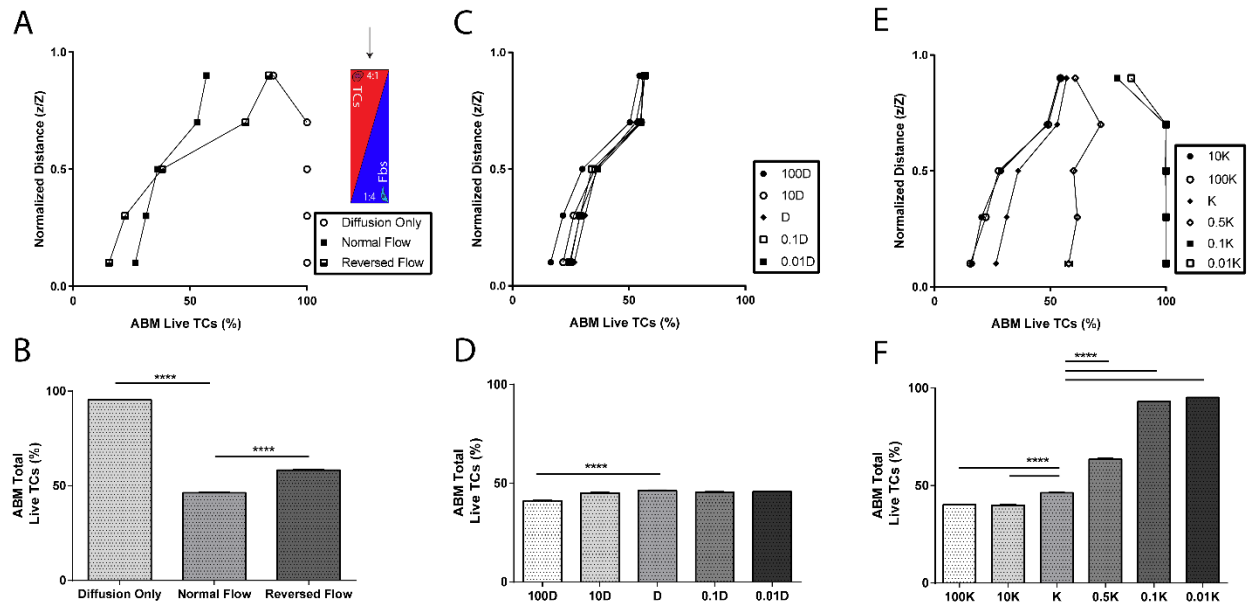 A
1.0
0.5
0.0
0
50
100
Normalized Distance (z/Z)
ABM Live TCs (%)
4:1
TCs
Fbs
1:4
Diffusion Only
Normal Flow
Reversed Flow
C
1.0
0.5
0.0
0
50
100
Normalized Distance (z/Z)
ABM Live TCs (%)
100D
10D
D
0.1D
0.01D
E
1.0
0.5
0.0
0
50
100
Normalized Distance (z/Z)
ABM Live TCs (%)
10K
100K
K
0.5K
0.1K
0.01K
B
100
50
0
ABM Total
Live TCs (%)
****
****
Diffusion Only Normal Flow Reversed Flow
D
100
50
0
ABM Total
Live TCs (%)
****
100D 10D D 0.1D 0.01D
F
100
50
0
ABM Total
Live TCs (%)
****
****
100K 10K K 0.5K 0.1K 0.01K